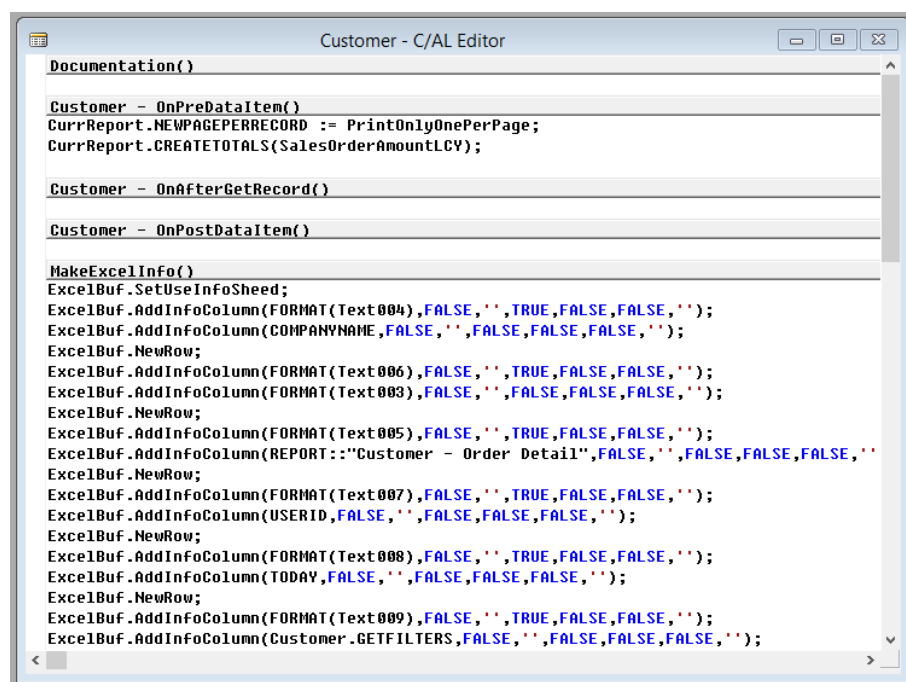 Customer - C/AL Editor
Documentation()
Customer - OnPreDataItem()
CurrReport.NEWPAGEPERRECORD := PrintOnlyOnePerPage;
CurrReport.CREATETOTALS(SalesOrderAmountLCY);
Customer - OnAfterGetRecord()
Customer - OnPostDataItem()
MakeExcelInfo()
ExcelBuf.SetUseInfoSheed;
ExcelBuf.AddInfoColumn(FORMAT(Text004),FALSE,'',TRUE,FALSE,FALSE,'');
ExcelBuf.AddInfoColumn(COMPANYNAME,FALSE,'',FALSE,FALSE,FALSE,'');
ExcelBuf.NewRow;
ExcelBuf.AddInfoColumn(FORMAT(Text006),FALSE,'',TRUE,FALSE,FALSE,'');
ExcelBuf.AddInfoColumn(FORMAT(Text003),FALSE,'',FALSE,FALSE,FALSE,'');
ExcelBuf.NewRow;
ExcelBuf.AddInfoColumn(FORMAT(Text005),FALSE,'',TRUE,FALSE,FALSE,'');
ExcelBuf.AddInfoColumn(REPORT::"Customer - Order Detail",FALSE,'',FALSE,FALSE,FALSE,''
ExcelBuf.NewRow;
ExcelBuf.AddInfoColumn(FORMAT(Text007),FALSE,'',TRUE,FALSE,FALSE,'');
ExcelBuf.AddInfoColumn(USERID,FALSE,'',FALSE,FALSE,FALSE,'');
ExcelBuf.NewRow;
ExcelBuf.AddInfoColumn(FORMAT(Text008),FALSE,'',TRUE,FALSE,FALSE,'');
ExcelBuf.AddInfoColumn(TODAY,FALSE,'',FALSE,FALSE,FALSE,'');
ExcelBuf.NewRow;
ExcelBuf.AddInfoColumn(FORMAT(Text009),FALSE,'',TRUE,FALSE,FALSE,'');
ExcelBuf.AddInfoColumn(Customer.GETFILTERS,FALSE,'',FALSE,FALSE,FALSE,'');